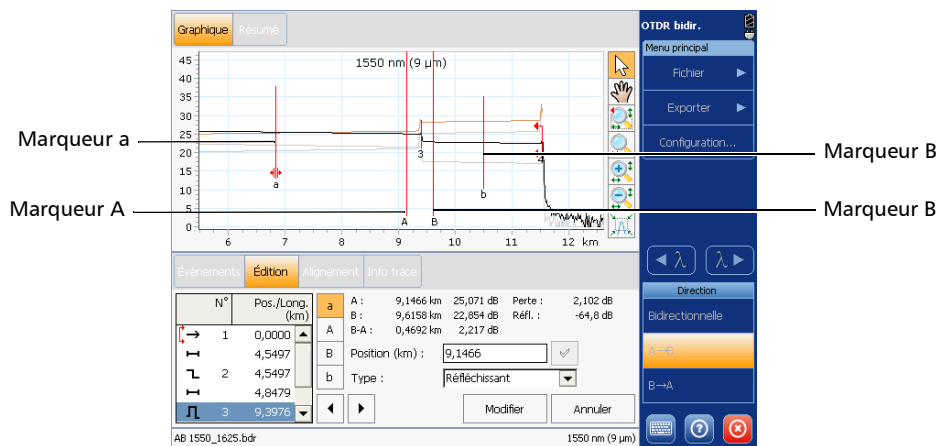 Graphique Résumé
OTDR bidir.
Menu principal
Fichier
Exporter
Configuration...
1550 nm (9 µm)
45
40
35
30
25
20
15
10
5
0
6 7 8 9 10 11 12 km
3
4
a
b
A
B
Marqueur a
Marqueur A
Marqueur B
Marqueur B
λ λ
Direction
Bidirectionnelle
A→B
B→A
Événements Édition Alignement Info trace
N° Pos./Long. (km)
1 0,0000
4,5497
2 4,5497
4,8479
3 9,3976
a
A
B
b
A : 9,1466 km 25,071 dB Perte : 2,102 dB
B : 9,6158 km 22,854 dB Réfl. : -64,8 dB
B-A : 0,4692 km 2,217 dB
Position (km) : 9,1466
Type : Réfléchissant
Modifier Annuler
AB 1550_1625.bdr 1550 nm (9 µm)